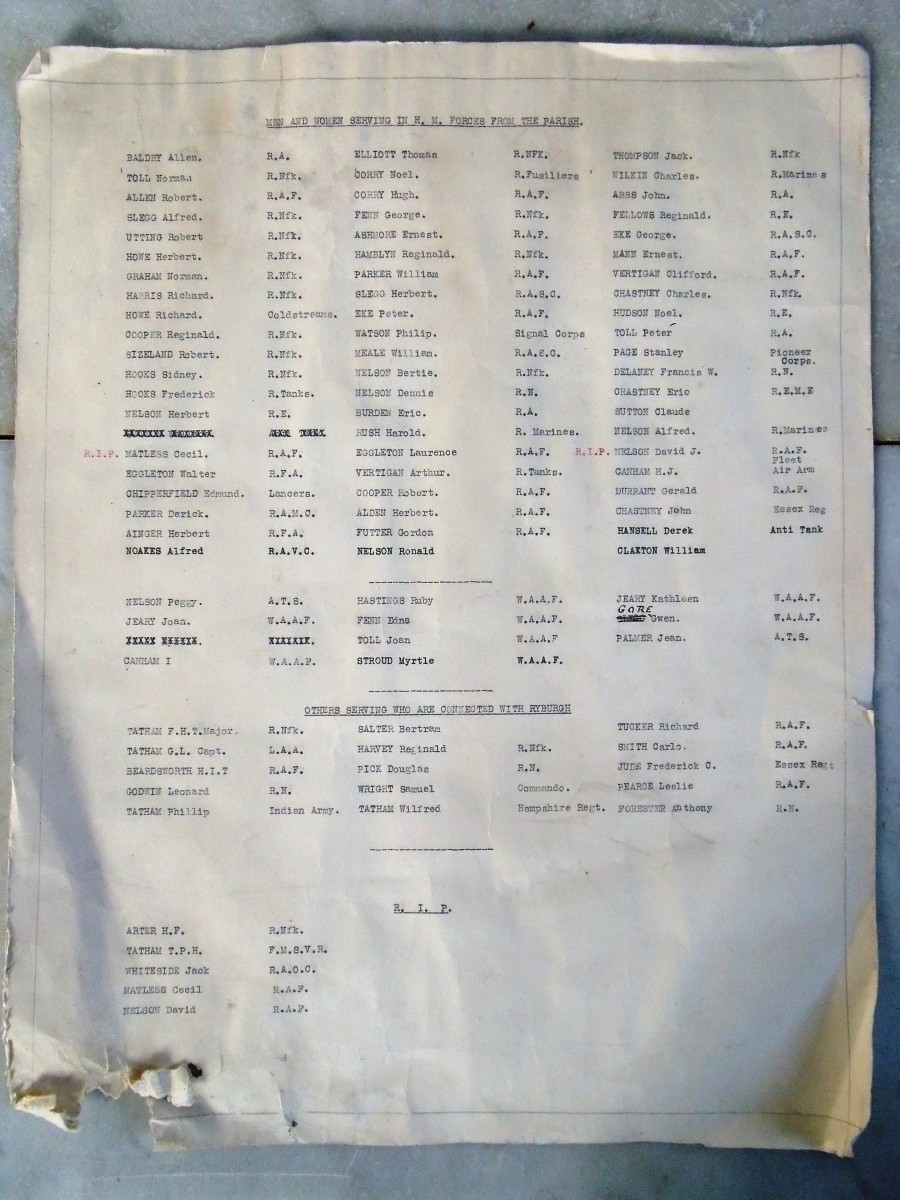 MEN AND WOMEN SERVING IN H. M. FORCES FROM THE PARISH.
BALDRY Allen. R.A. ELLIOTT Thomas R.NFK. THOMPSON Jack. R.Nfk
TOLL Norman R.Nfk. CORRY Noel. R.Fusiliers WILKIN Charles. R.Marines
ALLEN Robert. R.A.F. CORRY Hugh. R.A.F. ABBS John. R.A.
SLEGG Alfred. R.Nfk. FENN George. R.Nfk. FELLOWS Reginald. R.E.
UTTING Robert R.Nfk. ASHMORE Ernest. R.A.F. EKE George. R.A.S.C.
HOWE Herbert. R.Nfk. HAMBLYN Reginald. R.Nfk. MANN Ernest. R.A.F.
GRAHAM Norman. R.Nfk. PARKER William R.A.F. VERTIGAN Clifford. R.A.F.
HARRIS Richard. R.Nfk. SLEGG Herbert. R.A.S.C. CHASTNEY Charles. R.Nfk.
HOWE Richard. Coldstreams. EKE Peter. R.A.F. HUDSON Noel. R.E.
COOPER Reginald. R.Nfk. WATSON Philip. Signal Corps TOLL Peter R.A.
SIZELAND Robert. R.Nfk. MEALE William. R.A.S.C. PAGE Stanley Pioneer Corps.
HOOKS Sidney. R.Nfk. NELSON Bertie. R.Nfk. DELANEY Francis W. R.N.
HOOKS Frederick R.Tanks. NELSON Dennis R.N. CHASTNEY Eric R.E.M.E
NELSON Herbert R.E. BURDEN Eric. R.A. SUTTON Claude
RUSH Harold. R. Marines. NELSON Alfred. R.Marines
R.I.P. MATLESS Cecil. R.A.F. EGGLETON Laurence R.A.F. R.I.P. NELSON David J. R.A.F.
EGGLETON Walter R.F.A. VERTIGAN Arthur. R.Tanks. CANHAM H.J. Fleet Air Arm
CHIPPERFIELD Edmund. Lancers. COOPER Robert. R.A.F. DURRANT Gerald R.A.F.
PARKER Derick. R.A.M.C. ALDEN Herbert. R.A.F. CHASTNEY John Essex Reg
AINGER Herbert R.F.A. FUTTER Gordon R.A.F. HANSELL Derek Anti Tank
NOAKES Alfred R.A.V.C. NELSON Ronald CLAXTON William
NELSON Peggy. A.T.S. HASTINGS Ruby W.A.A.F. JEARY Kathleen W.A.A.F.
JEARY Joan. W.A.A.F. FENN Edna W.A.A.F. GORE Gwen. W.A.A.F.
TOLL Joan W.A.A.F PALMER Jean. A.T.S.
CANHAM I W.A.A.F. STROUD Myrtle W.A.A.F.
OTHERS SERVING WHO ARE CONNECTED WITH RYBURGH
TATHAM F.H.T.Major. R.Nfk. SALTER Bertram TUCKER Richard R.A.F.
TATHAM G.L. Capt. L.A.A. HARVEY Reginald R.Nfk. SMITH Carlo. R.A.F.
BEARDSWORTH H.I.T R.A.F. PICK Douglas R.N. JUDE Frederick C. Essex Reg:
GODWIN Leonard R.N. WRIGHT Samuel Commando. PEARCE Leslie R.A.F.
TATHAM Phillip Indian Army. TATHAM Wilfred Hampshire Regt. FORESTER Anthony R.N.
R. I. P.
ARTER H.F. R.Nfk.
TATHAM T.P.H. F.M.S.V.R.
WHITESIDE Jack R.A.O.C.
MATLESS Cecil R.A.F.
NELSON David R.A.F.